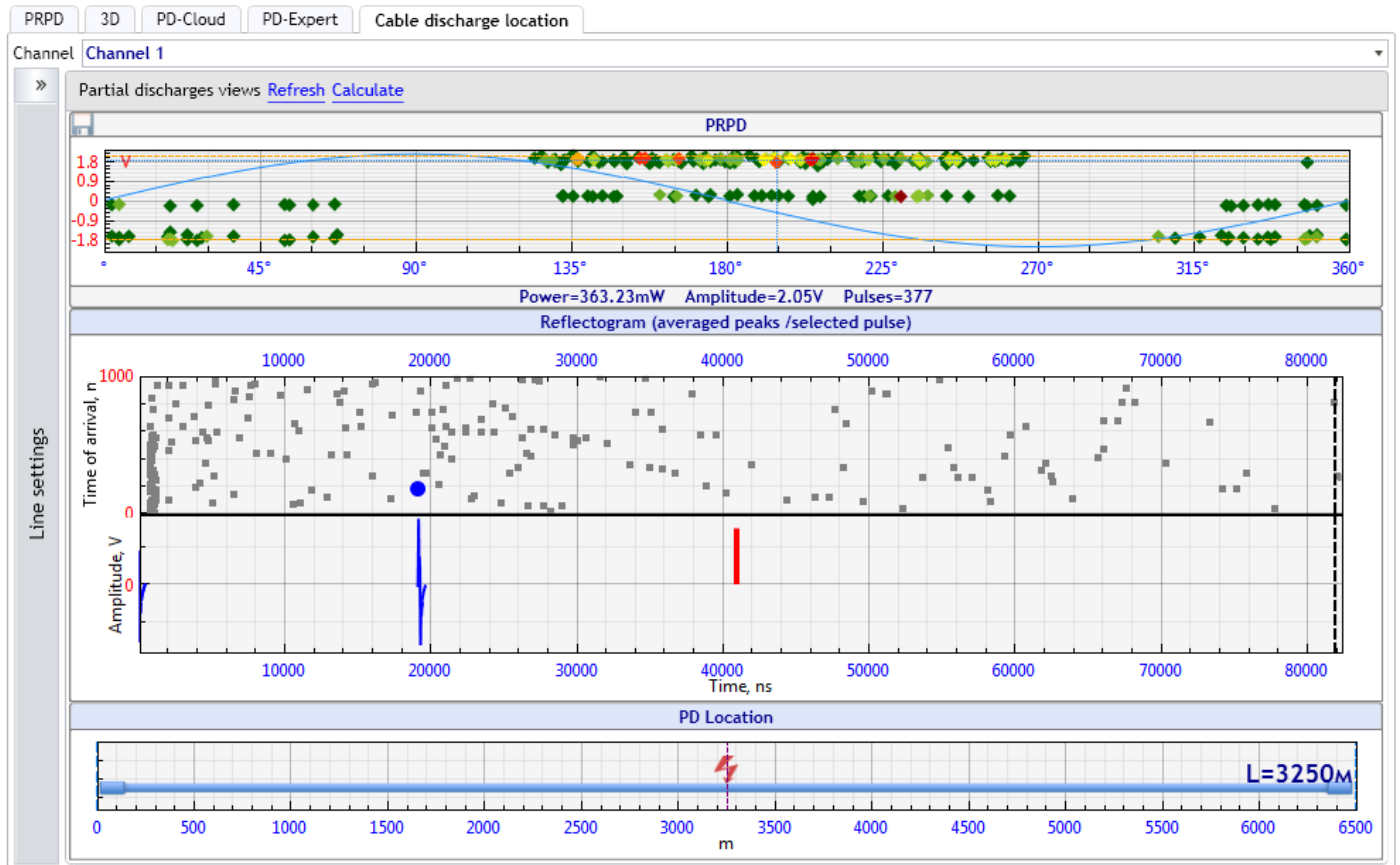 PRPD 3D PD-Cloud PD-Expert Cable discharge location
Channel Channel 1
»
Partial discharges views Refresh Calculate
PRPD
V
1.8
0.9
0
-0.9
-1.8
° 45° 90° 135° 180° 225° 270° 315° 360°
Power=363.23mW Amplitude=2.05V Pulses=377
Reflectogram (averaged peaks /selected pulse)
10000 20000 30000 40000 50000 60000 70000 80000
1000
Time of arrival, n
0
Amplitude, V
0
10000 20000 30000 40000 50000 60000 70000 80000
Time, ns
Line settings
PD Location
L=3250м
0 500 1000 1500 2000 2500 3000 3500 4000 4500 5000 5500 6000 6500
m